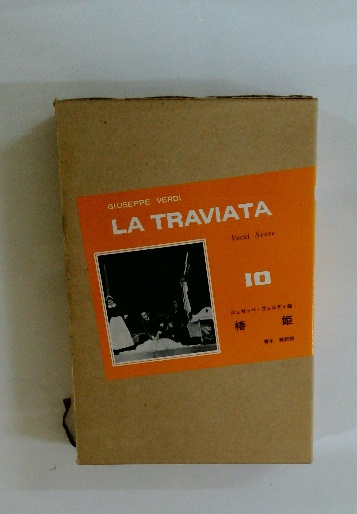 GIUSEPPE VERDI
LA TRAVIATA
Vocal Score
10
ジュゼッペ・ヴェルディ
椿 姫